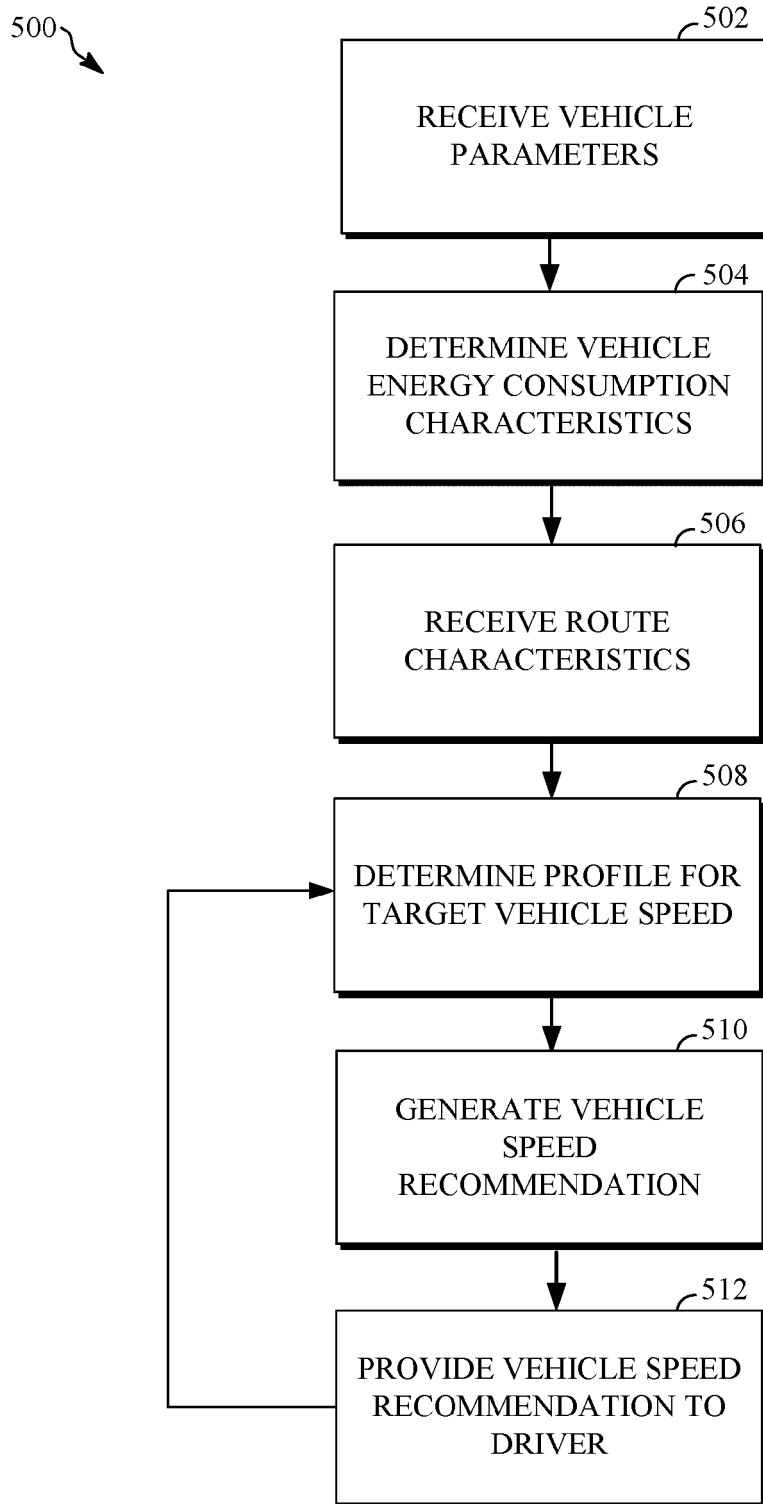 500
502
RECEIVE VEHICLE
PARAMETERS
504
DETERMINE VEHICLE
ENERGY CONSUMPTION
CHARACTERISTICS
506
RECEIVE ROUTE
CHARACTERISTICS
508
DETERMINE PROFILE FOR
TARGET VEHICLE SPEED
510
GENERATE VEHICLE
SPEED
RECOMMENDATION
512
PROVIDE VEHICLE SPEED
RECOMMENDATION TO
DRIVER